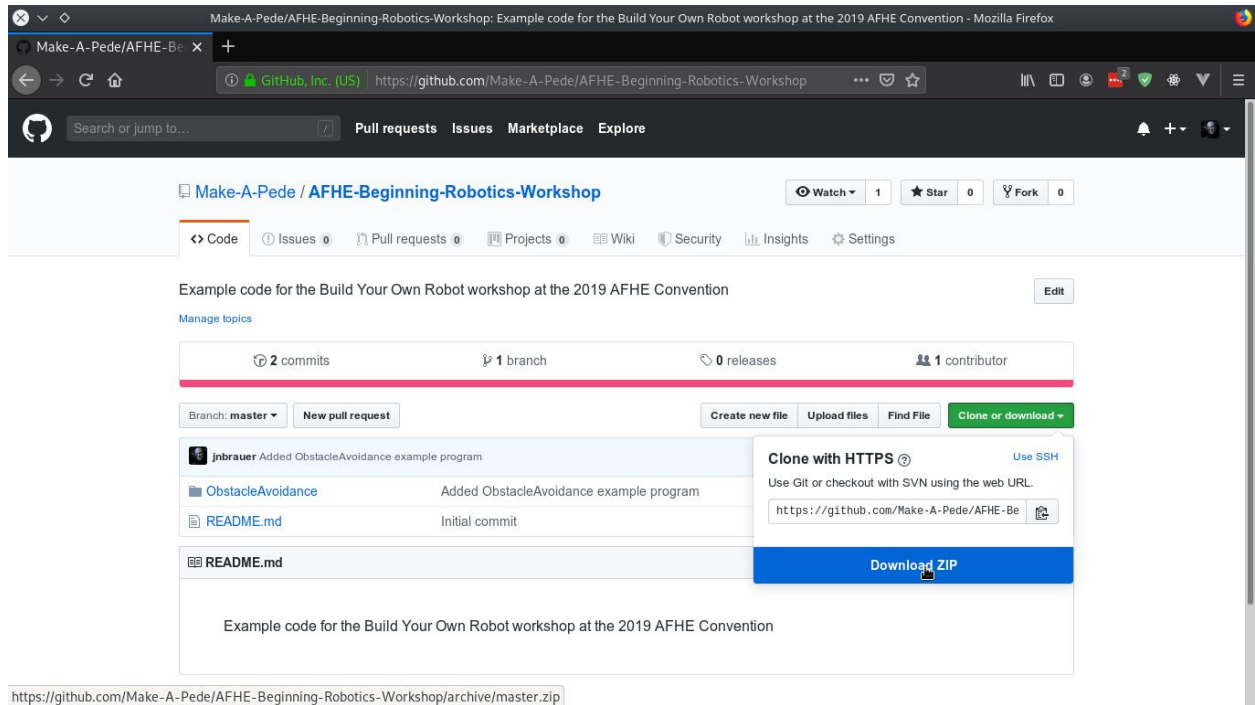 Make-A-Pede/AFHE-Beginning-Robotics-Workshop: Example code for the Build Your Own Robot workshop at the 2019 AFHE Convention - Mozilla Firefox
Make-A-Pede/AFHE-Be
GitHub, Inc. (US) https://github.com/Make-A-Pede/AFHE-Beginning-Robotics-Workshop 2
Search or jump to... / Pull requests Issues Marketplace Explore
Make-A-Pede / AFHE-Beginning-Robotics-Workshop Watch 1 Star 0 Fork 0
Code Issues 0 Pull requests 0 Projects 0 Wiki Security Insights Settings
Example code for the Build Your Own Robot workshop at the 2019 AFHE Convention Edit
Manage topics
2 commits 1 branch 0 releases 1 contributor
Branch: master New pull request Create new file Upload files Find File Clone or download
jnbrauer Added ObstacleAvoidance example program
Clone with HTTPS ? Use SSH
Use Git or checkout with SVN using the web URL.
https://github.com/Make-A-Pede/AFHE-Be
Download ZIP
ObstacleAvoidance Added ObstacleAvoidance example program
README.md Initial commit
README.md
Example code for the Build Your Own Robot workshop at the 2019 AFHE Convention
https://github.com/Make-A-Pede/AFHE-Beginning-Robotics-Workshop/archive/master.zip